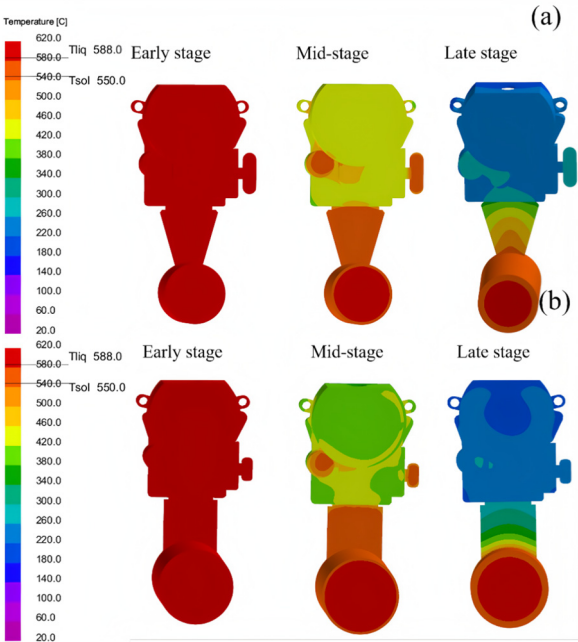 (a)
Temperature [C]
620.0
Tliq 588.0
580.0
540.0
Tsol 550.0
500.0
460.0
420.0
380.0
340.0
300.0
260.0
220.0
180.0
140.0
100.0
60.0
20.0
Early stage
Mid-stage
Late stage
(b)
620.0
Tliq 588.0
580.0
540.0
Tsol 550.0
500.0
460.0
420.0
380.0
340.0
300.0
260.0
220.0
180.0
140.0
100.0
60.0
20.0
Early stage
Mid-stage
Late stage